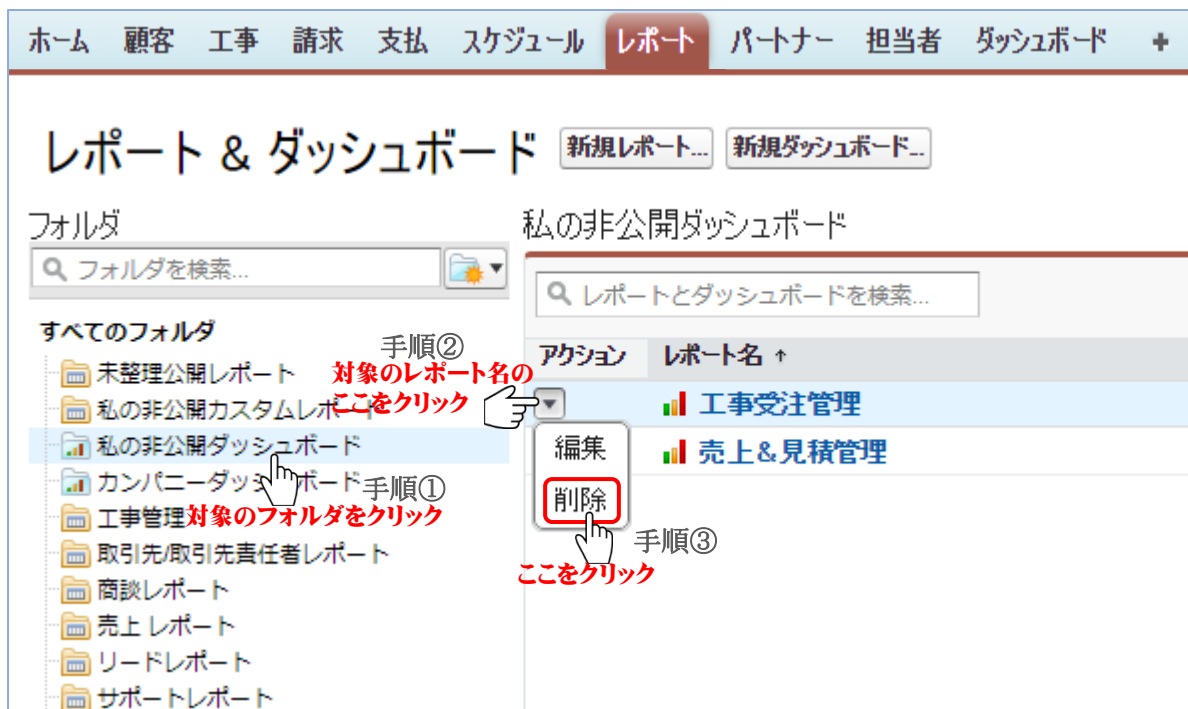 ホーム 顧客 工事 請求 支払 スケジュール レポート パートナー 担当者 ダッシュボード +
レポート & ダッシュボード 新規レポート... 新規ダッシュボード...
フォルダ
フォルダを検索...
すべてのフォルダ
未整理公開レポート
私の非公開カスタムレポート
私の非公開ダッシュボード
カンパニーダッシュボード
工事管理
取引先/取引先責任者レポート
商談レポート
売上 レポート
リードレポート
サポートレポート
手順①
対象のフォルダをクリック
私の非公開ダッシュボード
レポートとダッシュボードを検索...
アクション レポート名 ↑
工事受注管理
売上&見積管理
手順②
対象のレポート名の
ここをクリック
編集
削除
手順③
ここをクリック